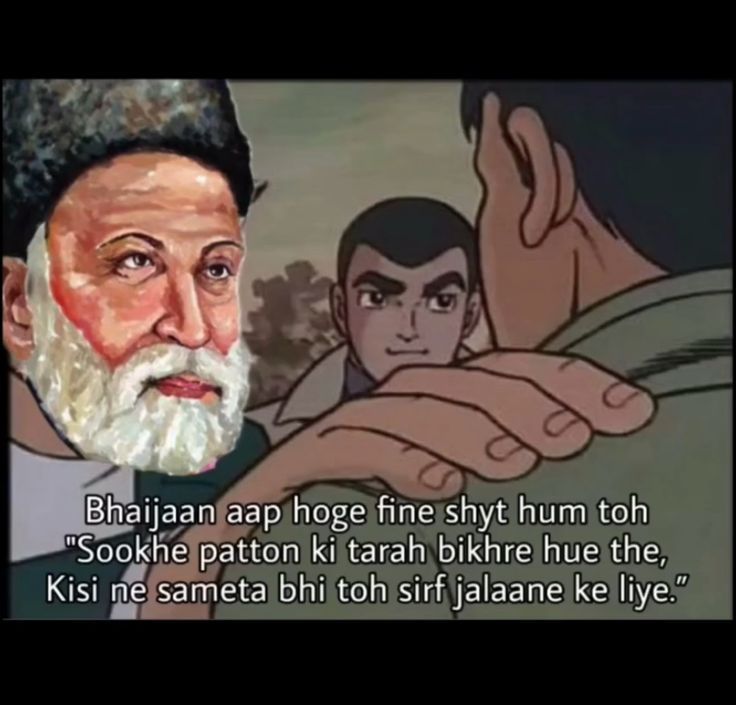 Bhaijaan aap hoge fine shyt hum toh
"Sookhe patton ki tarah bikhre hue the,
Kisi ne sameta bhi toh sirf jalaane ke liye."